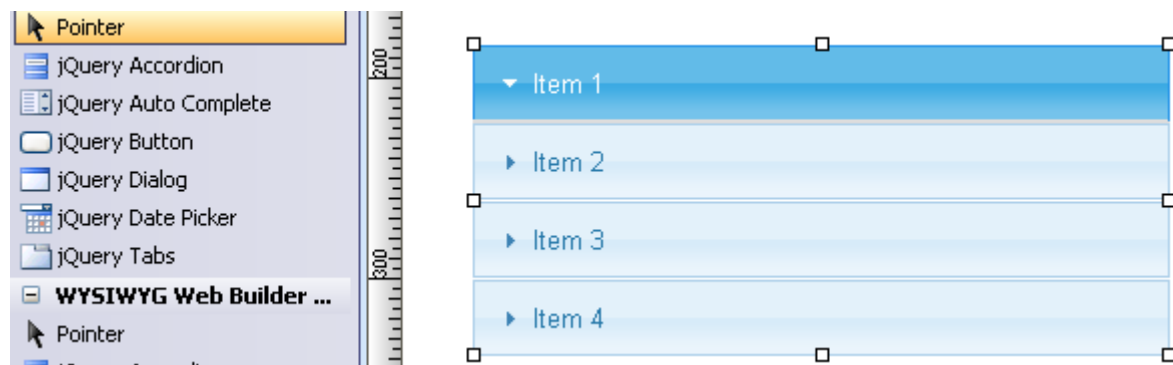 Pointer
jQuery Accordion
jQuery Auto Complete
jQuery Button
jQuery Dialog
jQuery Date Picker
jQuery Tabs
WYSIWYG Web Builder ...
Pointer
200
300
Item 1
Item 2
Item 3
Item 4